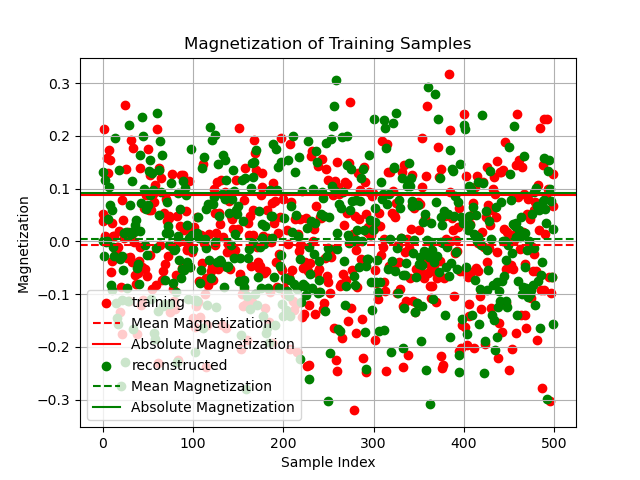 Magnetization of Training Samples
Magnetization
0.3
0.2
0.1
0.0
−0.1
−0.2
−0.3
training
Mean Magnetization
Absolute Magnetization
reconstructed
Mean Magnetization
Absolute Magnetization
0 100 200 300 400 500
Sample Index